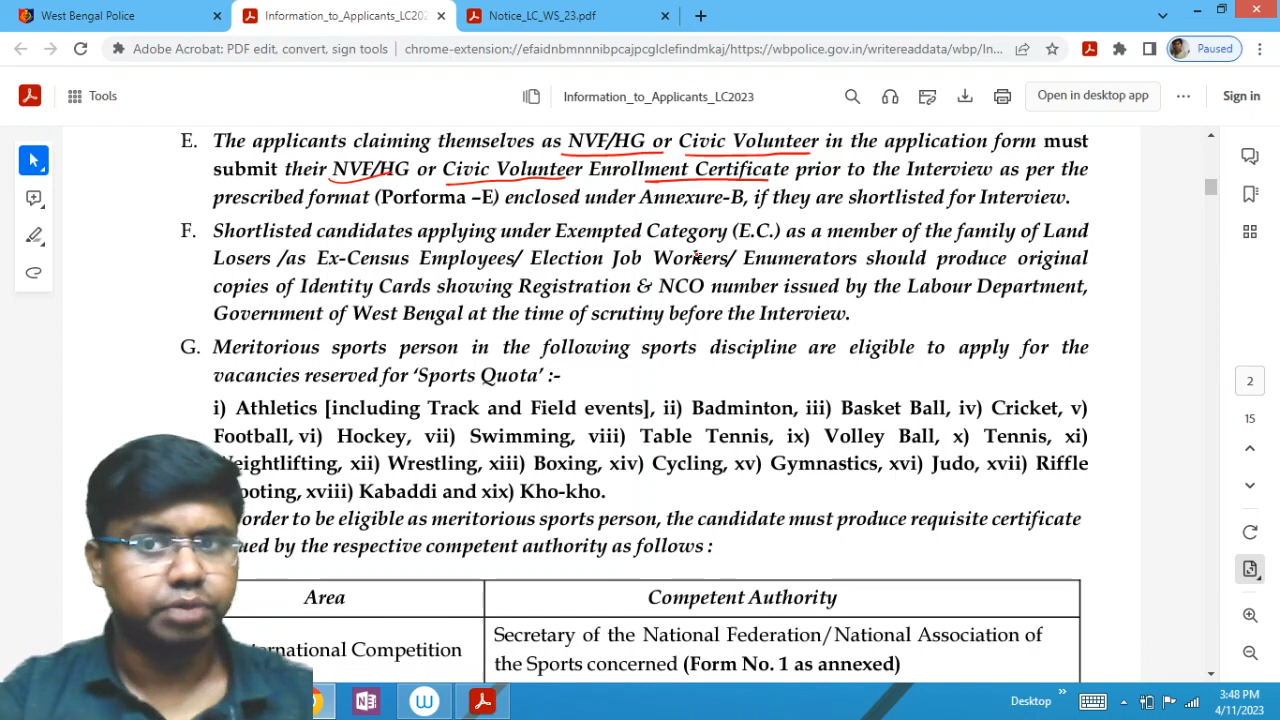 West Bengal Police
Information_to_Applicants_LC202
Notice_LC_WS_23.pdf
Adobe Acrobat: PDF edit, convert, sign tools
chrome-extension://efaidnbmnnnibpcajpcglclefindmkaj/https://wbpolice.gov.in/writereaddata/wbp/In...
Paused
Tools
Information_to_Applicants_LC2023
Open in desktop app
Sign in
E. The applicants claiming themselves as NVF/HG or Civic Volunteer in the application form must
submit their NVF/HG or Civic Volunteer Enrollment Certificate prior to the Interview as per the
prescribed format (Porforma –E) enclosed under Annexure-B, if they are shortlisted for Interview.
F. Shortlisted candidates applying under Exempted Category (E.C.) as a member of the family of Land
Losers /as Ex-Census Employees/ Election Job Workers/ Enumerators should produce original
copies of Identity Cards showing Registration & NCO number issued by the Labour Department,
Government of West Bengal at the time of scrutiny before the Interview.
G. Meritorious sports person in the following sports discipline are eligible to apply for the
vacancies reserved for ‘Sports Quota’ :-
i) Athletics [including Track and Field events], ii) Badminton, iii) Basket Ball, iv) Cricket, v)
Football, vi) Hockey, vii) Swimming, viii) Table Tennis, ix) Volley Ball, x) Tennis, xi)
eightlifting, xii) Wrestling, xiii) Boxing, xiv) Cycling, xv) Gymnastics, xvi) Judo, xvii) Riffle
ooting, xviii) Kabaddi and xix) Kho-kho.
order to be eligible as meritorious sports person, the candidate must produce requisite certificate
ued by the respective competent authority as follows :
Area Competent Authority
ernational Competition
Secretary of the National Federation/National Association of
the Sports concerned (Form No. 1 as annexed)
2
15
Desktop
3:48 PM
4/11/2023